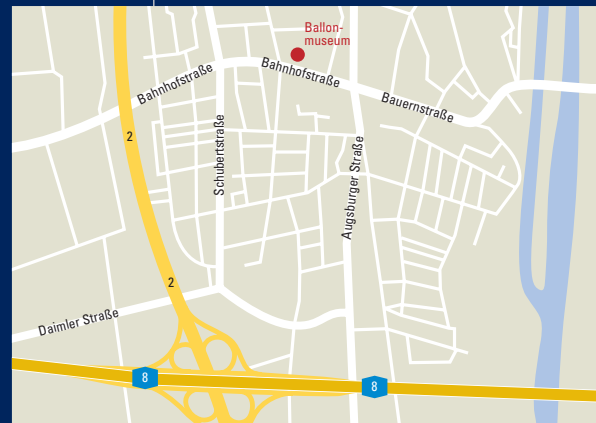 Ballon-
museum
Bahnhofstraße
Bahnhofstraße
Bauernstraße
2
Schubertstraße
Augsburger Straße
2
Daimler Straße
8
8